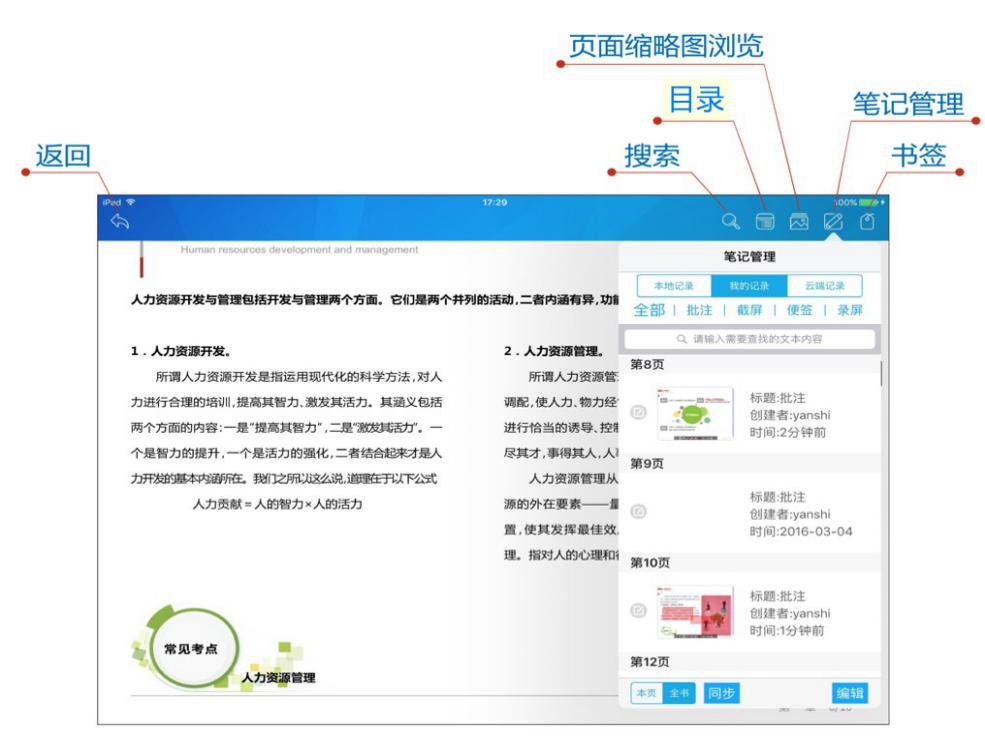 页面缩略图浏览
目录
笔记管理
返回
搜索
书签
iPad
17:29
100%
Human resources development and management
人力资源开发与管理包括开发与管理两个方面。它们是两个并列的活动,二者内涵有异,功
1．人力资源开发。
所谓人力资源开发是指运用现代化的科学方法,对人
力进行合理的培训,提高其智力、激发其活力。其涵义包括
两个方面的内容:一是“提高其智力”,二是“激发其活力”。一
个是智力的提升,一个是活力的强化,二者结合起来才是人
力开发的基本内涵所在。我们之所以这么说,道理在于以下公式
人力贡献=人的智力×人的活力
2．人力资源管理。
所谓人力资源管
调配,使人力、物力经
进行恰当的诱导、控
尽其才,事得其人,人
人力资源管理从
源的外在要素——量
置,使其发挥最佳效
理。指对人的心理和
常见考点
人力资源管理
笔记管理
本地记录 我的记录 云端记录
全部 | 批注 | 截屏 | 便签 | 录屏
请输入需要查找的文本内容
第8页
标题:批注
创建者:yanshi
时间:2分钟前
第9页
标题:批注
创建者:yanshi
时间:2016-03-04
第10页
标题:批注
创建者:yanshi
时间:1分钟前
第12页
本页 全书 同步 编辑